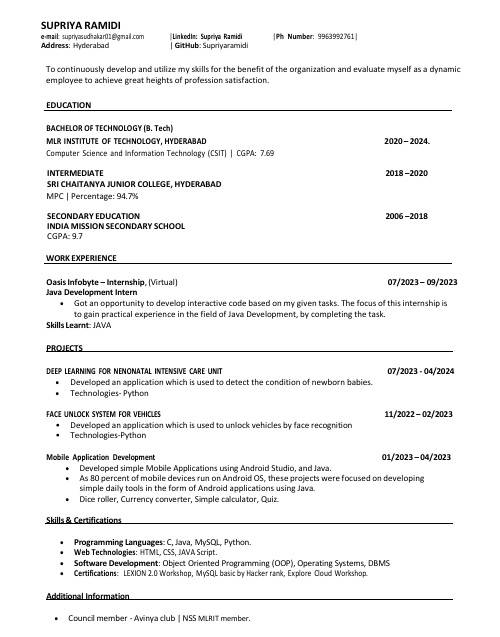 SUPRIYA RAMIDI
e-mail: supriyasudhakar01@gmail.com |LinkedIn: Supriya Ramidi |Ph Number: 9963992761|
Address: Hyderabad | GitHub: Supriyaramidi
To continuously develop and utilize my skills for the benefit of the organization and evaluate myself as a dynamic
employee to achieve great heights of profession satisfaction.
EDUCATION
BACHELOR OF TECHNOLOGY (B. Tech)
MLR INSTITUTE OF TECHNOLOGY, HYDERABAD 2020 – 2024.
Computer Science and Information Technology (CSIT) | CGPA: 7.69
INTERMEDIATE 2018 –2020
SRI CHAITANYA JUNIOR COLLEGE, HYDERABAD
MPC | Percentage: 94.7%
SECONDARY EDUCATION 2006 –2018
INDIA MISSION SECONDARY SCHOOL
CGPA: 9.7
WORK EXPERIENCE
Oasis Infobyte – Internship, (Virtual) 07/2023 – 09/2023
Java Development Intern
• Got an opportunity to develop interactive code based on my given tasks. The focus of this internship is
to gain practical experience in the field of Java Development, by completing the task.
Skills Learnt: JAVA
PROJECTS
DEEP LEARNING FOR NENONATAL INTENSIVE CARE UNIT 07/2023 - 04/2024
• Developed an application which is used to detect the condition of newborn babies.
• Technologies- Python
FACE UNLOCK SYSTEM FOR VEHICLES 11/2022 – 02/2023
• Developed an application which is used to unlock vehicles by face recognition
• Technologies-Python
Mobile Application Development 01/2023 – 04/2023
• Developed simple Mobile Applications using Android Studio, and Java.
• As 80 percent of mobile devices run on Android OS, these projects were focused on developing
simple daily tools in the form of Android applications using Java.
• Dice roller, Currency converter, Simple calculator, Quiz.
Skills & Certifications
• Programming Languages: C, Java, MySQL, Python.
• Web Technologies: HTML, CSS, JAVA Script.
• Software Development: Object Oriented Programming (OOP), Operating Systems, DBMS
• Certifications: LEXION 2.0 Workshop, MySQL basic by Hacker rank, Explore Cloud Workshop.
Additional Information
• Council member - Avinya club | NSS MLRIT member.